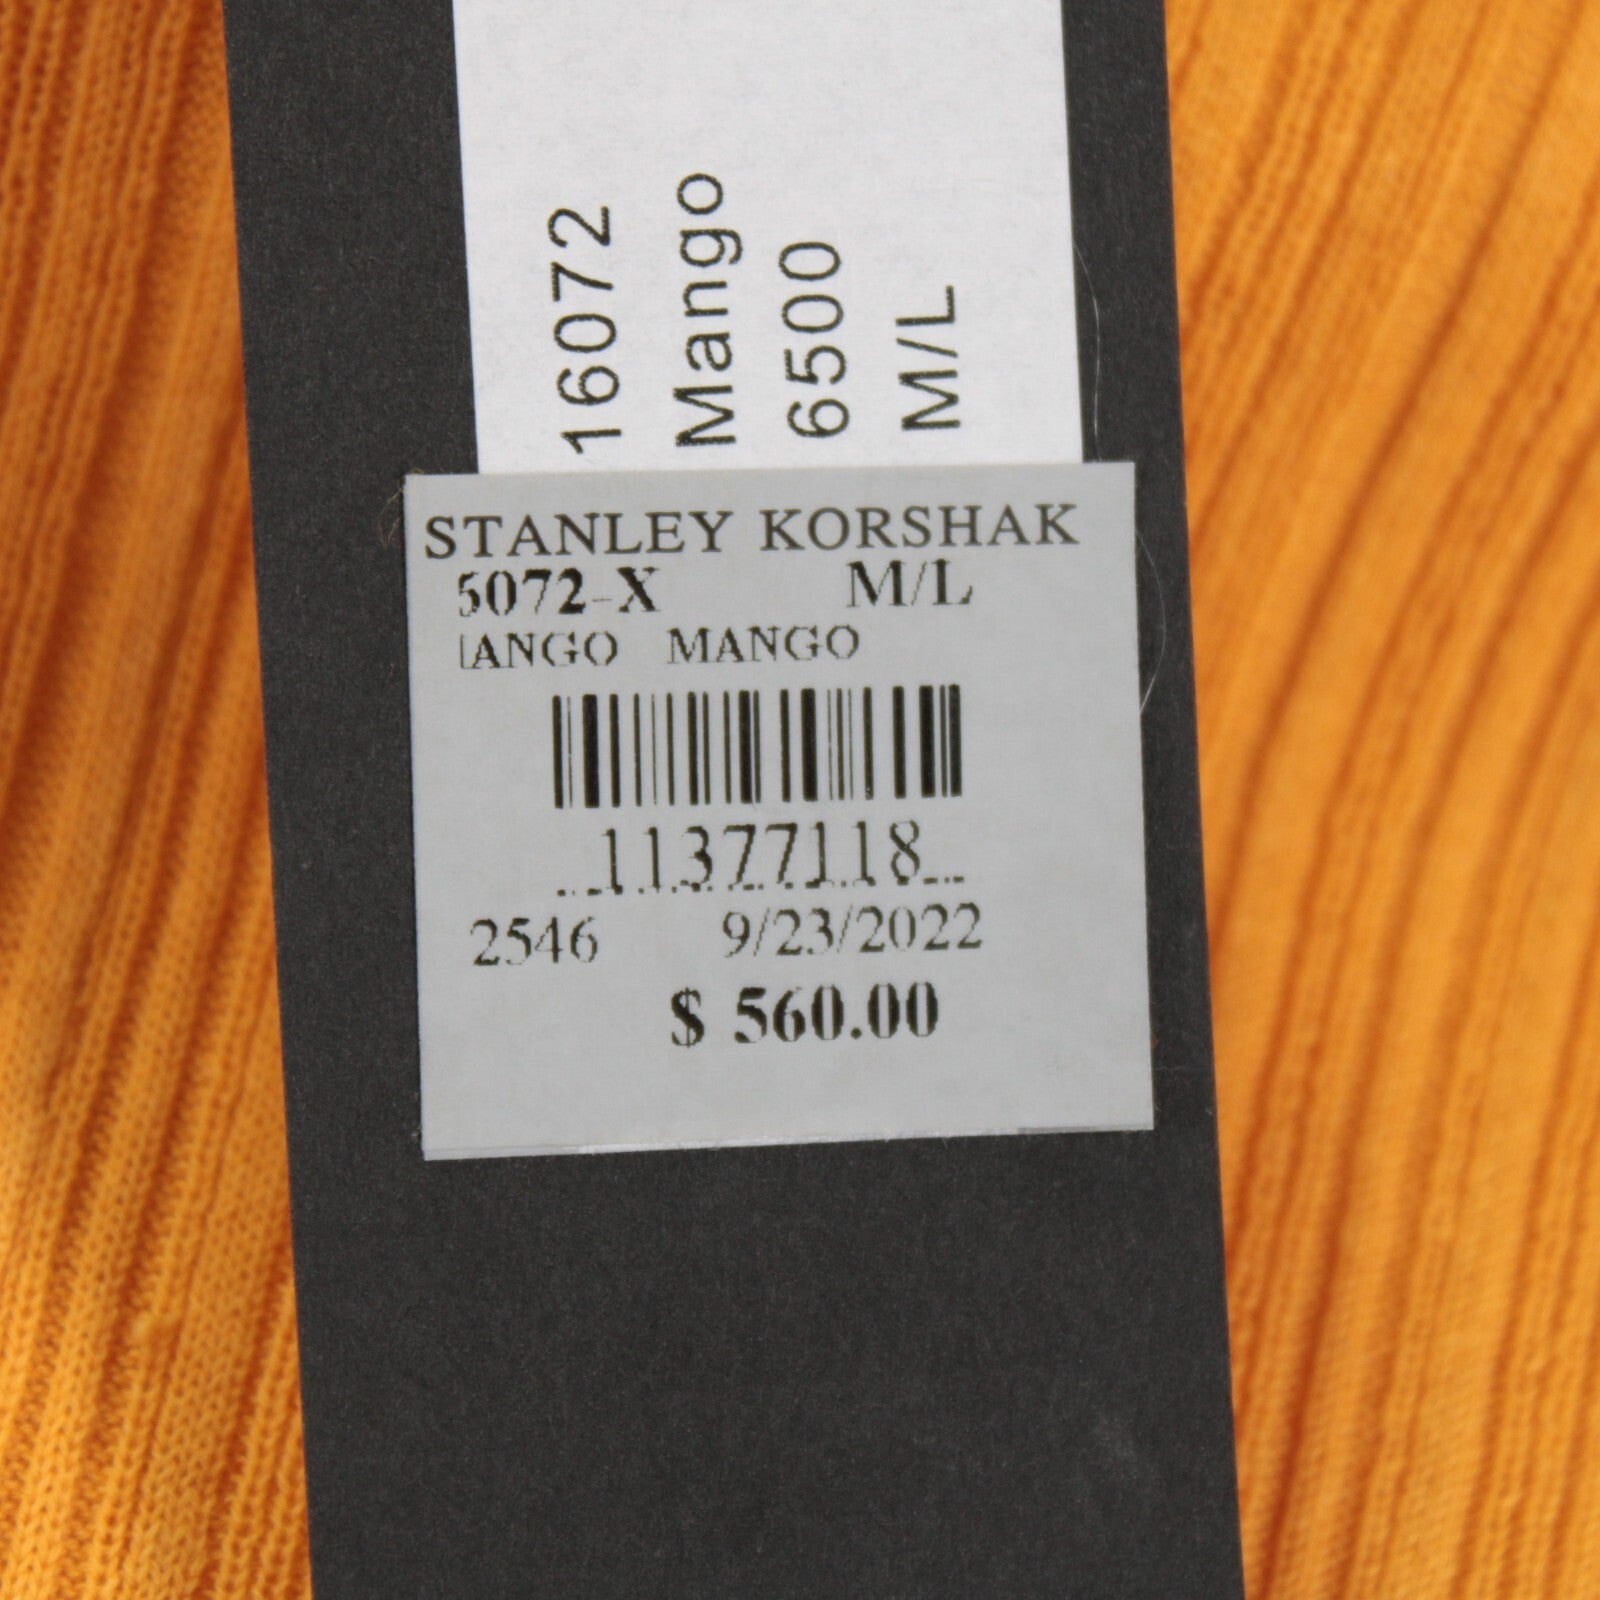 16072
Mango
6500
M/L
STANLEY KORSHAK
5072-X M/L
ANGO MANGO
11377118
2546 9/23/2022
$ 560.00